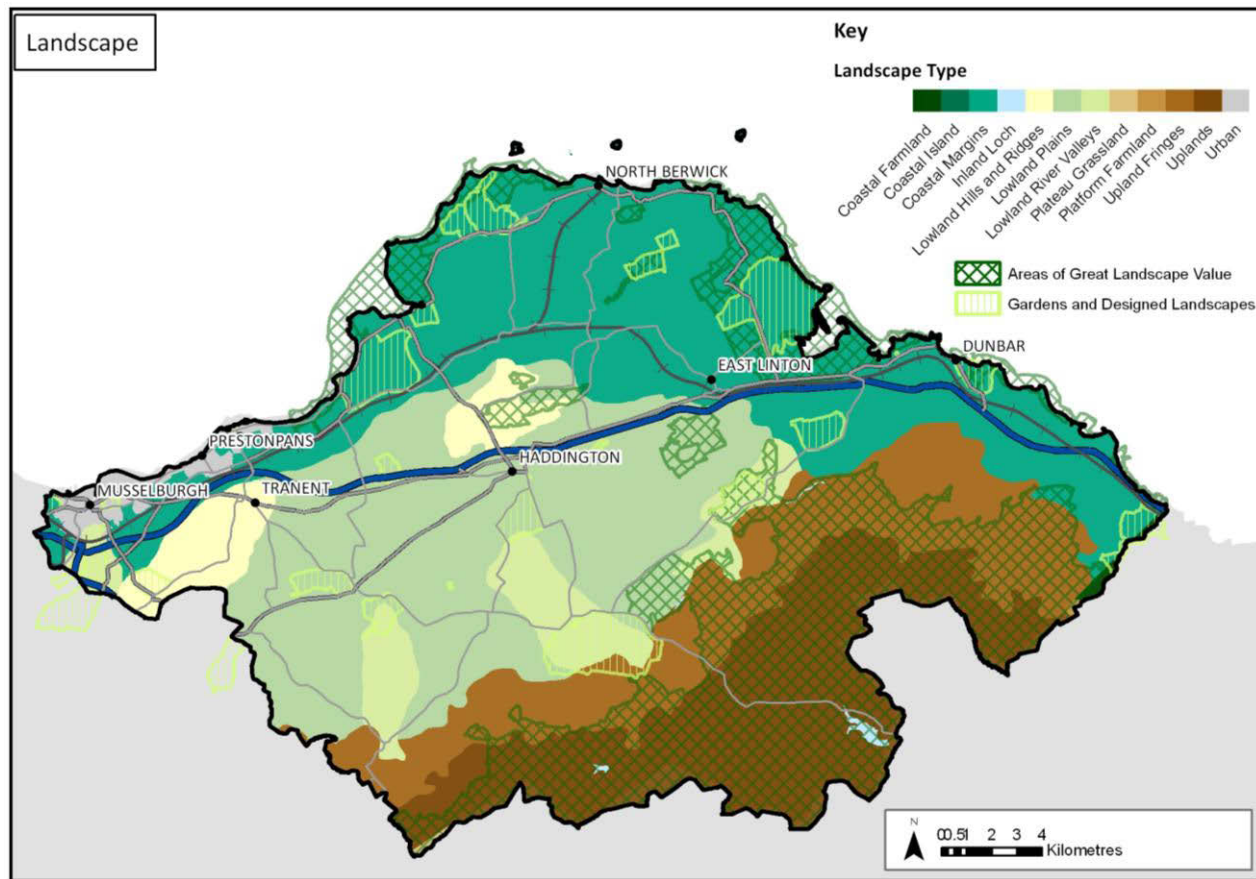 Landscape
Key
Landscape Type
Coastal Farmland
Coastal Island
Coastal Margins
Inland Loch
Lowland Hills and Ridges
Lowland Plains
Lowland River Valleys
Plateau Grassland
Platform Farmland
Upland Fringes
Uplands
Urban
Areas of Great Landscape Value
Gardens and Designed Landscapes
NORTH BERWICK
DUNBAR
EAST LINTON
PRESTONPANS
HADDINGTON
MUSSELBURGH
TRANENT
N
00.51 2 3 4
Kilometres